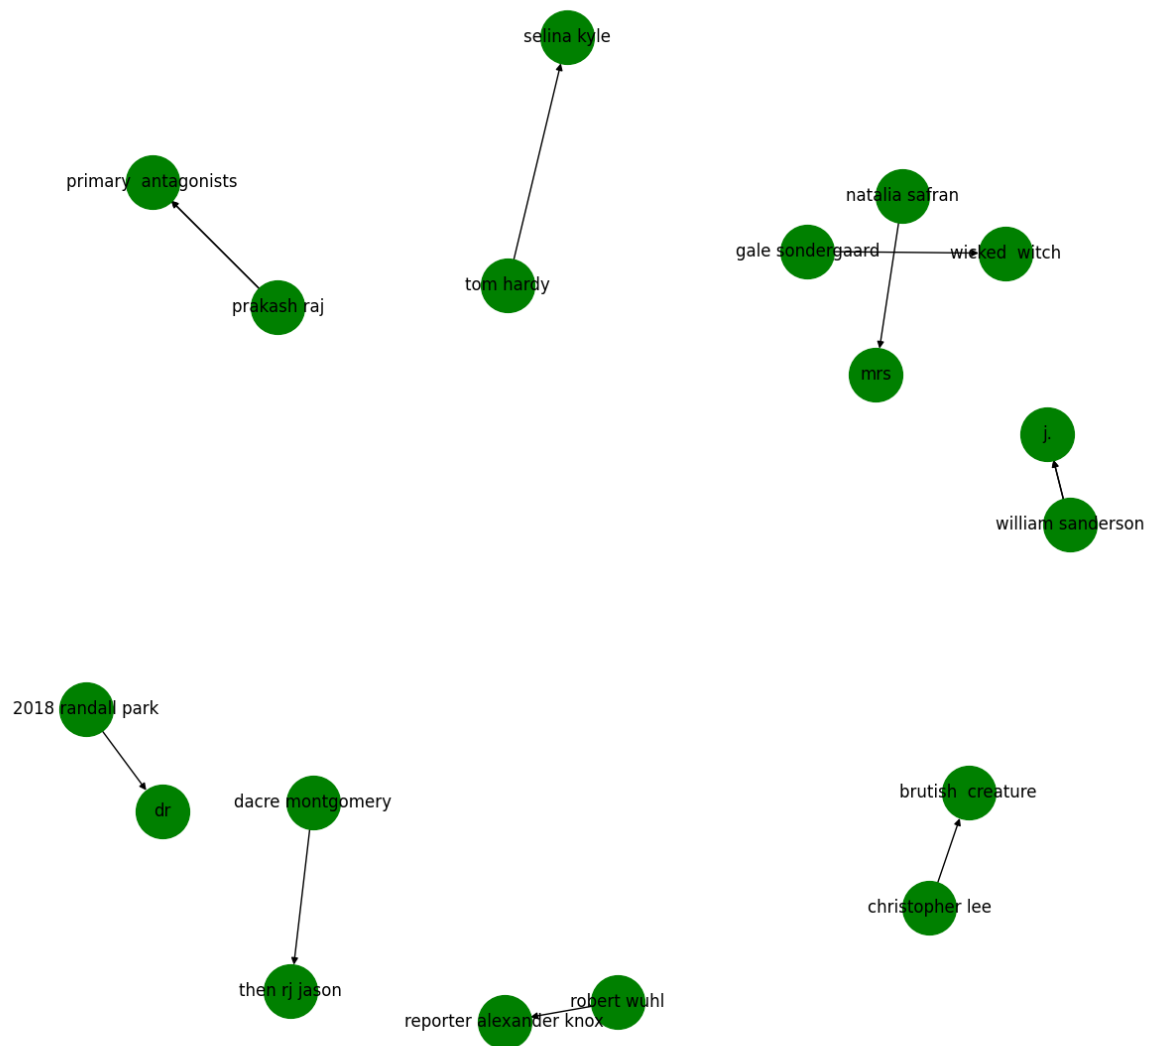 selina kyle
primary  antagonists
natalia safran
gale sondergaard
wicked  witch
tom hardy
prakash raj
mrs
j.
william sanderson
2018 randall park
brutish  creature
dacre montgomery
dr
christopher lee
then rj jason
robert wuhl
reporter alexander knox